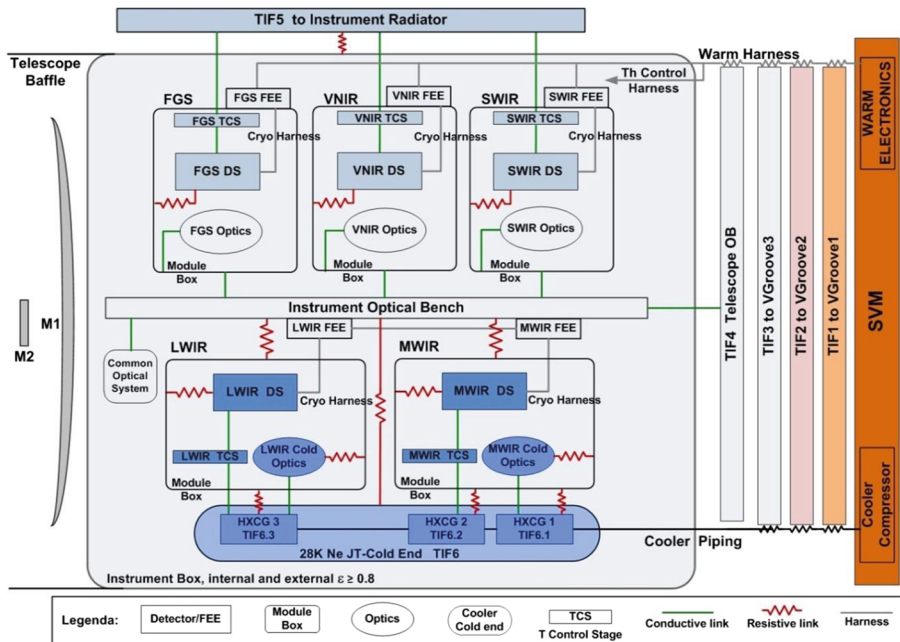 TIF5 to Instrument Radiator
Telescope
Baffle
Warm Harness
Th Control
Harness
FGS
FGS FEE
VNIR
VNIR FEE
SWIR
SWIR FEE
FGS TCS
Cryo Harness
VNIR TCS
Cryo Harness
SWIR TCS
Cryo Harness
FGS DS
VNIR DS
SWIR DS
FGS Optics
VNIR Optics
SWIR Optics
Module
Box
Module
Box
Module
Box
Instrument Optical Bench
M1
M2
Common
Optical
System
LWIR
LWIR FEE
MWIR
MWIR FEE
LWIR DS
Cryo Harness
MWIR DS
Cryo Harness
LWIR TCS
LWIR Cold
Optics
MWIR TCS
MWIR Cold
Optics
Module
Box
Module
Box
HXCG 3
TIF6.3
HXCG 2
TIF6.2
HXCG 1
TIF6.1
28K Ne JT-Cold End TIF6
Cooler Piping
Instrument Box, internal and external ε ≥ 0.8
TIF4 Telescope OB
TIF3 to VGroove3
TIF2 to VGroove2
TIF1 to VGroove1
WARM
ELECTRONICS
SVM
Cooler
Compressor
Legenda:
Detector/FEE
Module
Box
Optics
Cooler
Cold end
TCS
T Control Stage
Conductive link
Resistive link
Harness